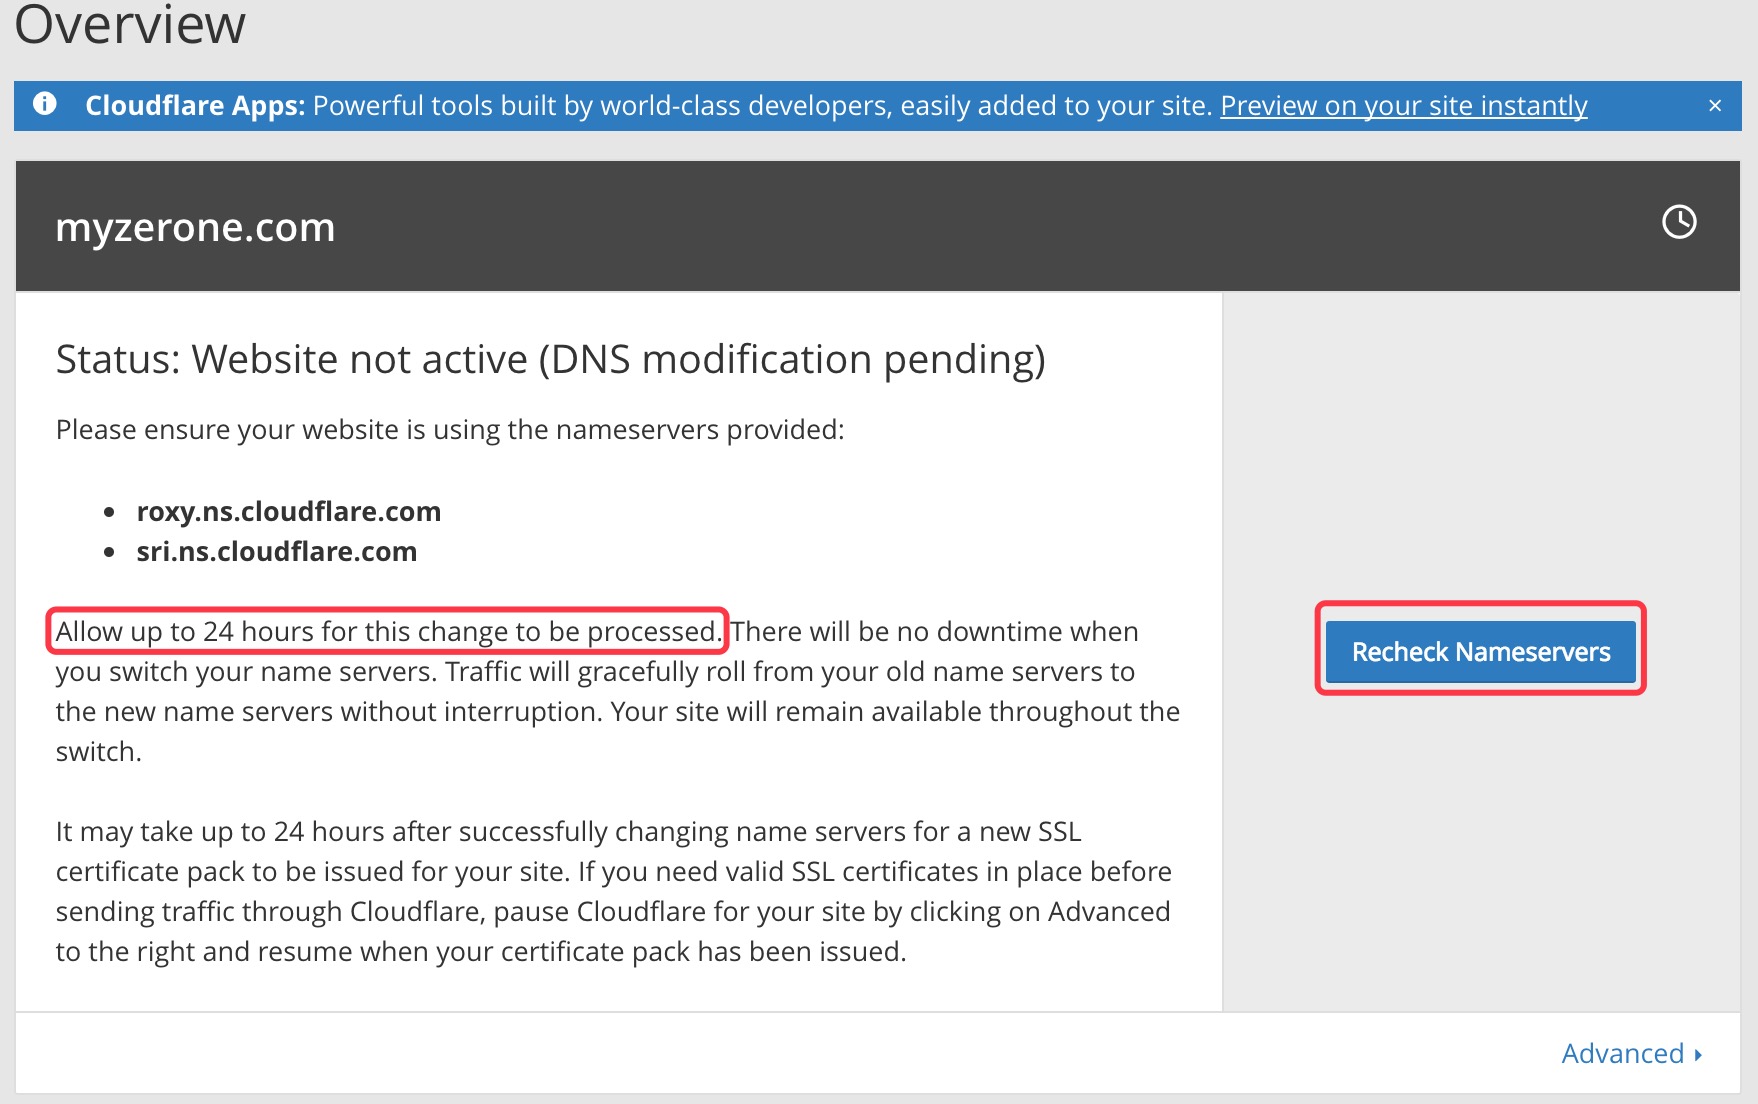 Overview
Cloudflare Apps: Powerful tools built by world-class developers, easily added to your site. Preview on your site instantly ×
myzerone.com
Status: Website not active (DNS modification pending)
Please ensure your website is using the nameservers provided:
• roxy.ns.cloudflare.com
• sri.ns.cloudflare.com
Allow up to 24 hours for this change to be processed. There will be no downtime when
you switch your name servers. Traffic will gracefully roll from your old name servers to
the new name servers without interruption. Your site will remain available throughout the
switch.
It may take up to 24 hours after successfully changing name servers for a new SSL
certificate pack to be issued for your site. If you need valid SSL certificates in place before
sending traffic through Cloudflare, pause Cloudflare for your site by clicking on Advanced
to the right and resume when your certificate pack has been issued.
Recheck Nameservers
Advanced